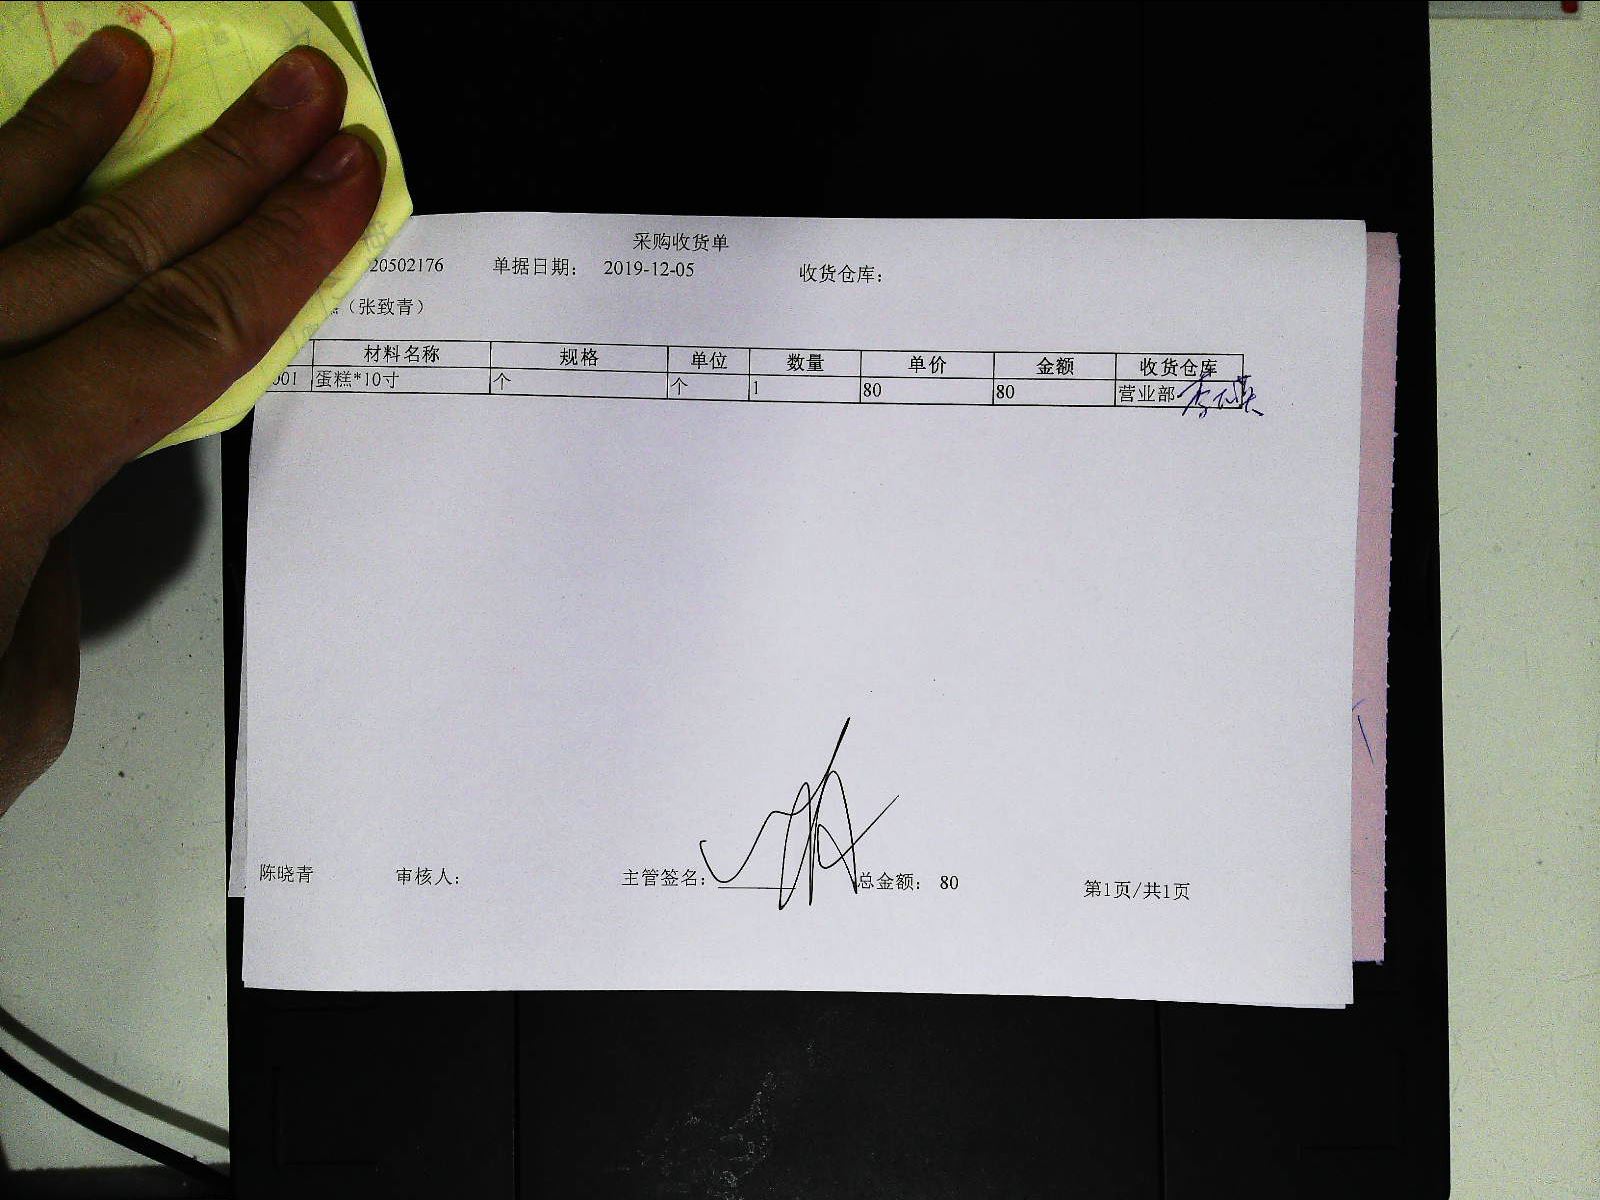 采购收货单
20502176 单据日期: 2019-12-05 收货仓库:
(张致青)
材料名称 规格 单位 数量 单价 金额 收货仓库
001 蛋糕*10寸 个 个 1 80 80 营业部
陈晓青 审核人: 主管签名: 总金额: 80 第1页/共1页